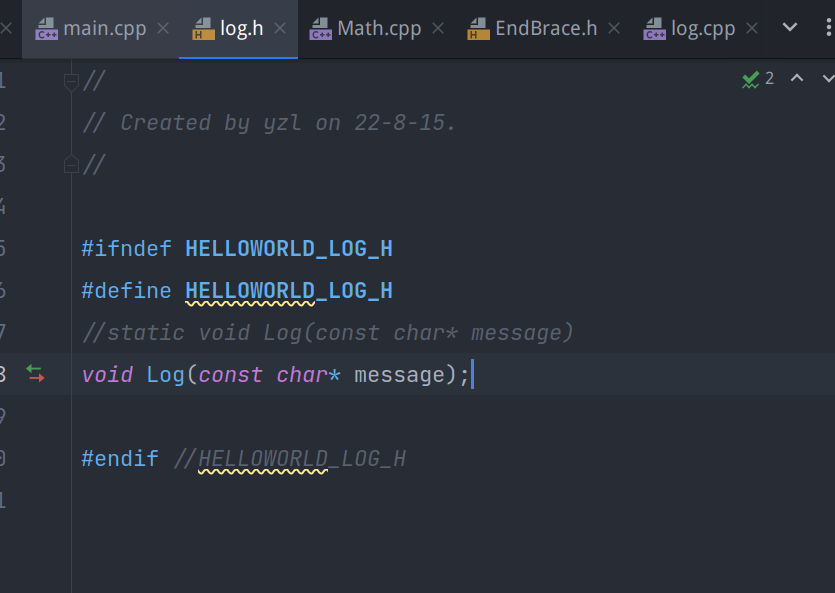 main.cpp log.h Math.cpp EndBrace.h log.cpp
1 // 2
2 // Created by yzl on 22-8-15.
3 //
4
5 #ifndef HELLOWORLD_LOG_H
6 #define HELLOWORLD_LOG_H
7 //static void Log(const char* message)
8 void Log(const char* message);
9
0 #endif //HELLOWORLD_LOG_H
1